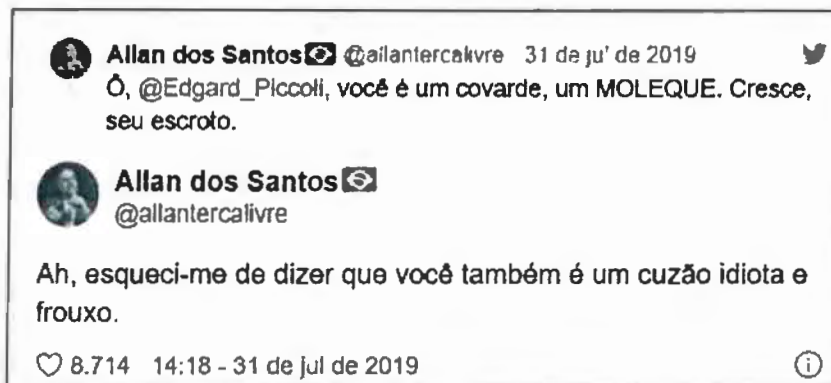 Allan dos Santos @allantercalivre 31 de ju' de 2019
Ô, @Edgard_Piccoli, você é um covarde, um MOLEQUE. Cresce,
seu escroto.
Allan dos Santos
@allantercalivre
Ah, esqueci-me de dizer que você também é um cuzão idiota e
frouxo.
8.714 14:18 - 31 de jul de 2019